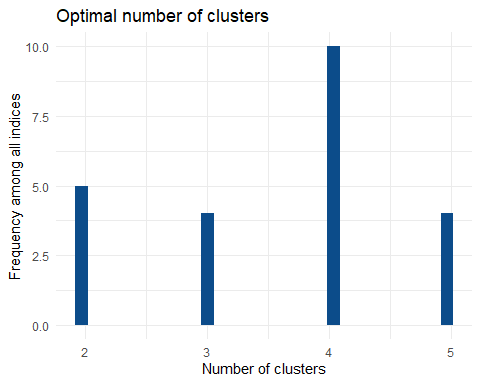 Optimal number of clusters
Frequency among all indices
10.0
7.5
5.0
2.5
0.0
2 3 4 5
Number of clusters